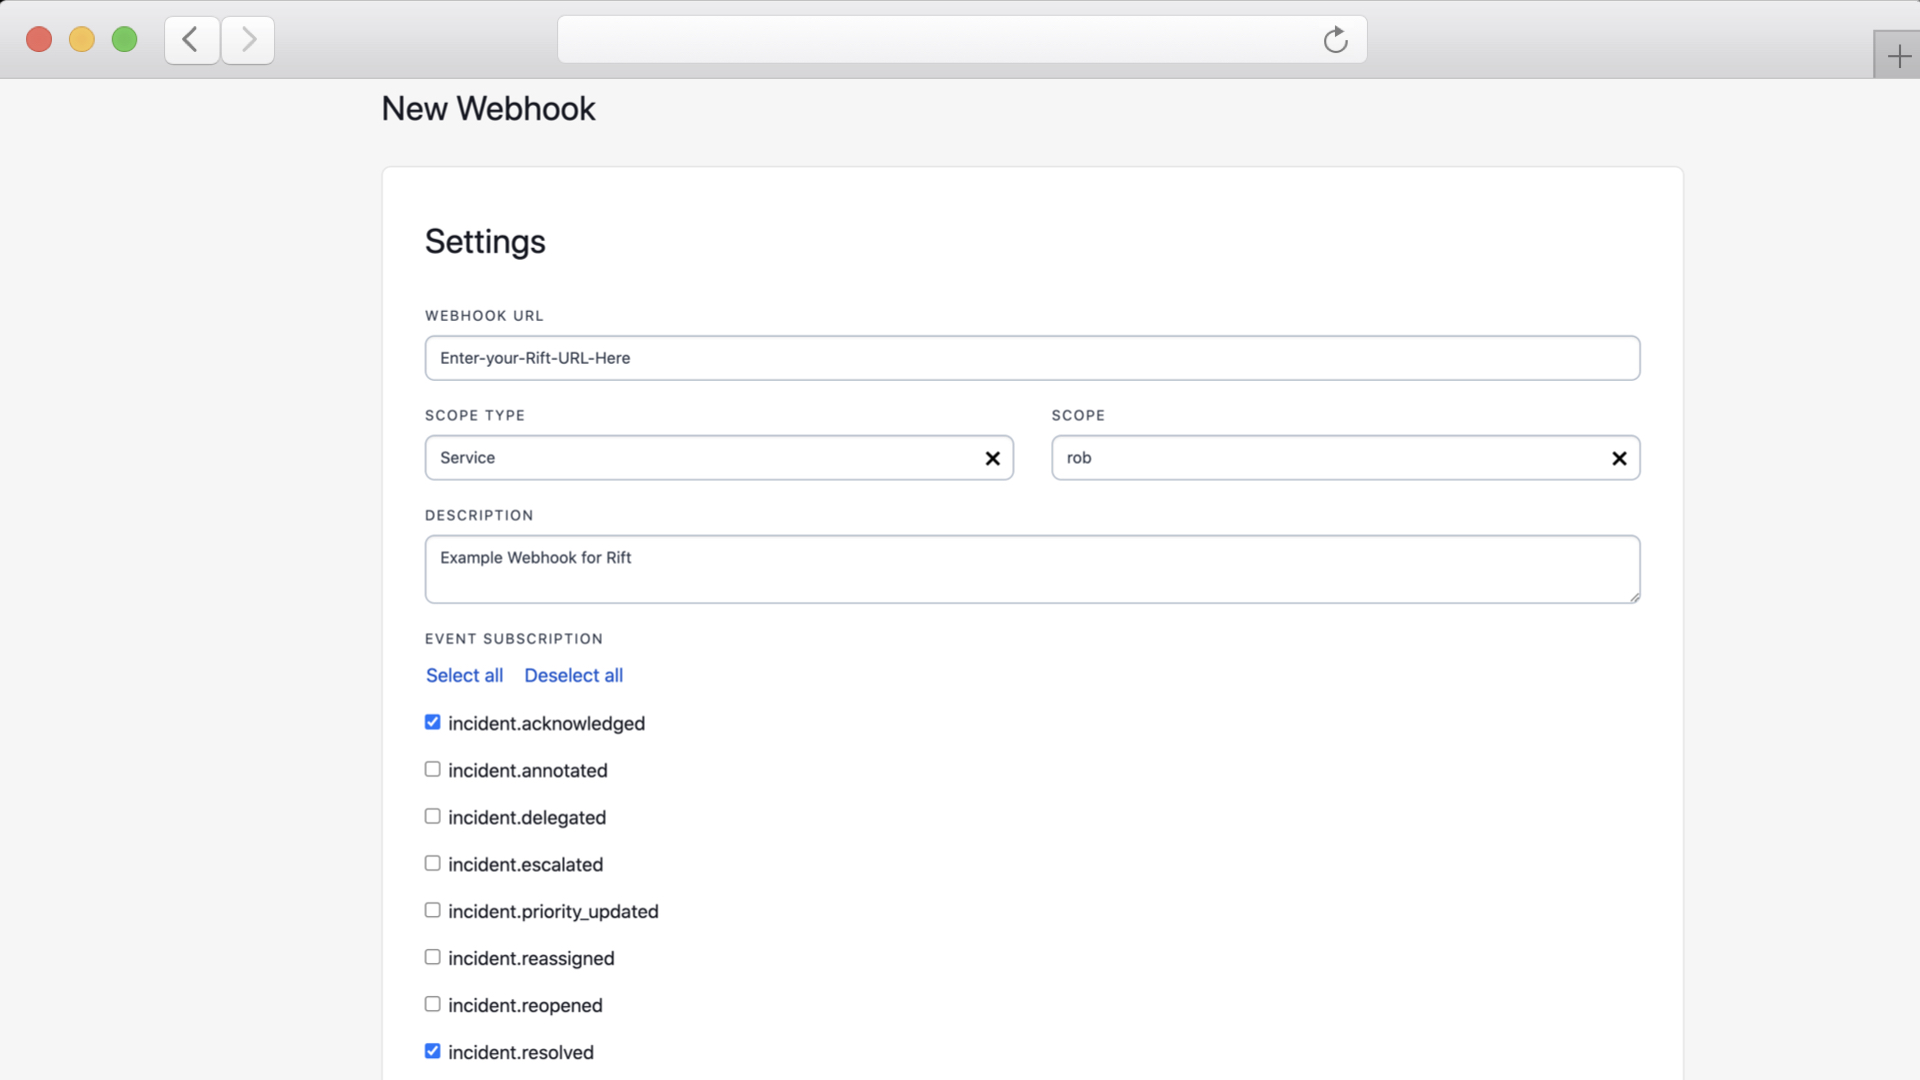 New Webhook
Settings
WEBHOOK URL
Enter-your-Rift-URL-Here
SCOPE TYPE
SCOPE
Service
rob
DESCRIPTION
Example Webhook for Rift
EVENT SUBSCRIPTION
Select all Deselect all
incident.acknowledged
incident.annotated
incident.delegated
incident.escalated
incident.priority_updated
incident.reassigned
incident.reopened
incident.resolved